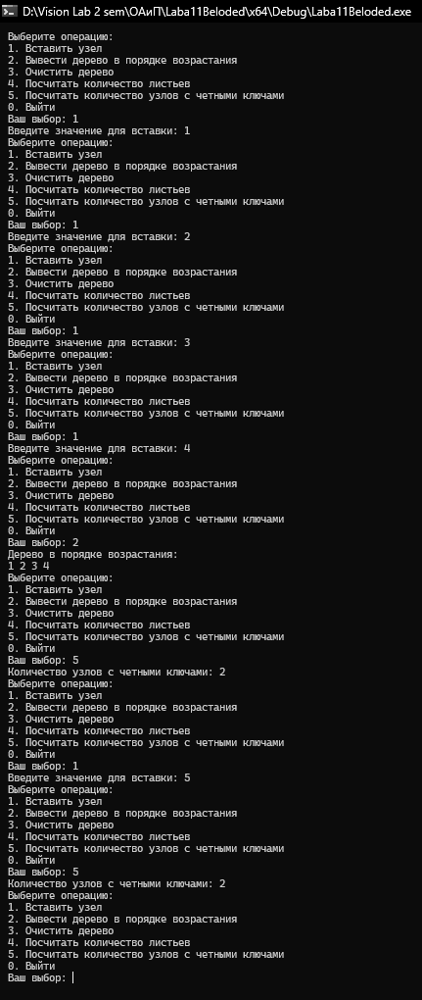 D:\Vision Lab 2 sem\ОАиП\Laba11Beloded\x64\Debug\Laba11Beloded.exe
Выберите операцию:
1. Вставить узел
2. Вывести дерево в порядке возрастания
3. Очистить дерево
4. Посчитать количество листьев
5. Посчитать количество узлов с четными ключами
0. Выйти
Ваш выбор: 1
Введите значение для вставки: 1
Выберите операцию:
1. Вставить узел
2. Вывести дерево в порядке возрастания
3. Очистить дерево
4. Посчитать количество листьев
5. Посчитать количество узлов с четными ключами
0. Выйти
Ваш выбор: 1
Введите значение для вставки: 2
Выберите операцию:
1. Вставить узел
2. Вывести дерево в порядке возрастания
3. Очистить дерево
4. Посчитать количество листьев
5. Посчитать количество узлов с четными ключами
0. Выйти
Ваш выбор: 1
Введите значение для вставки: 3
Выберите операцию:
1. Вставить узел
2. Вывести дерево в порядке возрастания
3. Очистить дерево
4. Посчитать количество листьев
5. Посчитать количество узлов с четными ключами
0. Выйти
Ваш выбор: 1
Введите значение для вставки: 4
Выберите операцию:
1. Вставить узел
2. Вывести дерево в порядке возрастания
3. Очистить дерево
4. Посчитать количество листьев
5. Посчитать количество узлов с четными ключами
0. Выйти
Ваш выбор: 2
Дерево в порядке возрастания:
1 2 3 4
Выберите операцию:
1. Вставить узел
2. Вывести дерево в порядке возрастания
3. Очистить дерево
4. Посчитать количество листьев
5. Посчитать количество узлов с четными ключами
0. Выйти
Ваш выбор: 5
Количество узлов с четными ключами: 2
Выберите операцию:
1. Вставить узел
2. Вывести дерево в порядке возрастания
3. Очистить дерево
4. Посчитать количество листьев
5. Посчитать количество узлов с четными ключами
0. Выйти
Ваш выбор: 1
Введите значение для вставки: 5
Выберите операцию:
1. Вставить узел
2. Вывести дерево в порядке возрастания
3. Очистить дерево
4. Посчитать количество листьев
5. Посчитать количество узлов с четными ключами
0. Выйти
Ваш выбор: 5
Количество узлов с четными ключами: 2
Выберите операцию:
1. Вставить узел
2. Вывести дерево в порядке возрастания
3. Очистить дерево
4. Посчитать количество листьев
5. Посчитать количество узлов с четными ключами
0. Выйти
Ваш выбор: